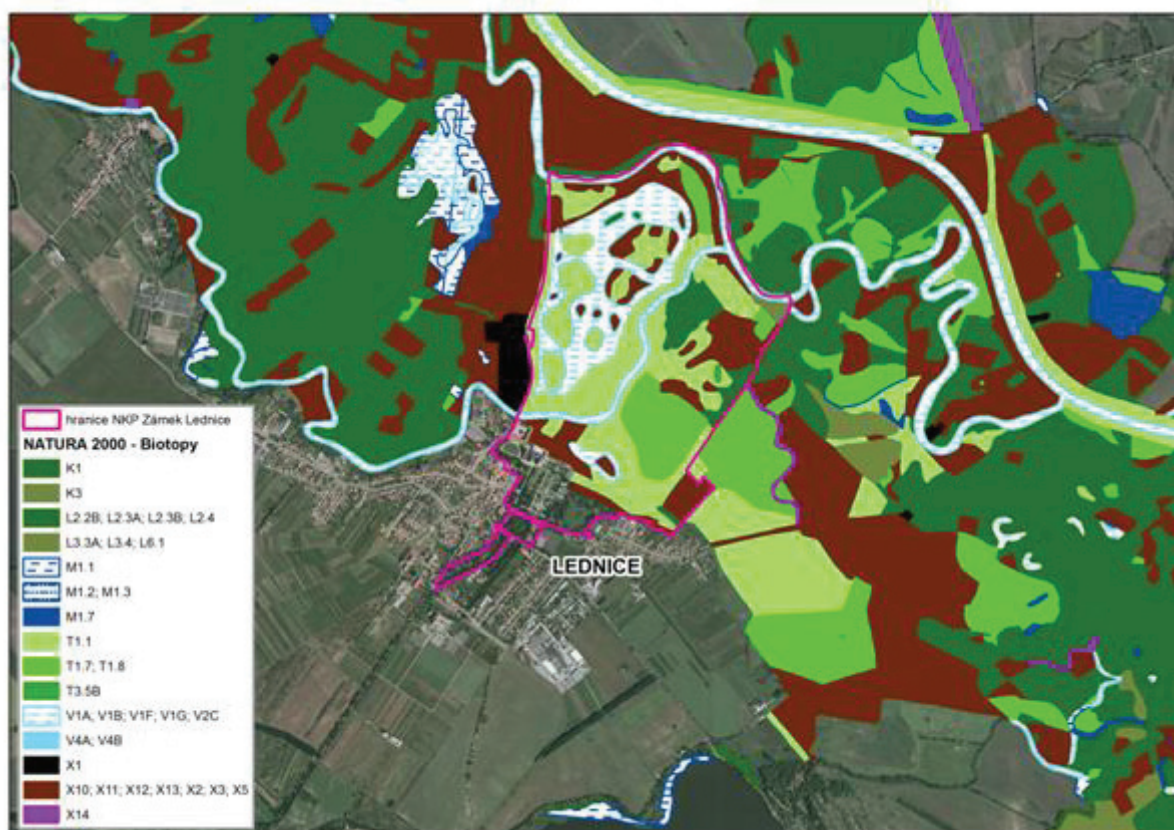 hranice NKP Zámek Lednice
NATURA 2000 - Biotopy
K1
K3
L2.2B; L2.3A; L2.3B; L2.4
L3.3A; L3.4; L6.1
M1.1
M1.2; M1.3
M1.7
T1.1
T1.7; T1.8
T3.5B
V1A; V1B; V1F; V1G; V2C
V4A; V4B
X1
X10; X11; X12; X13; X2; X3; X5
X14
LEDNICE